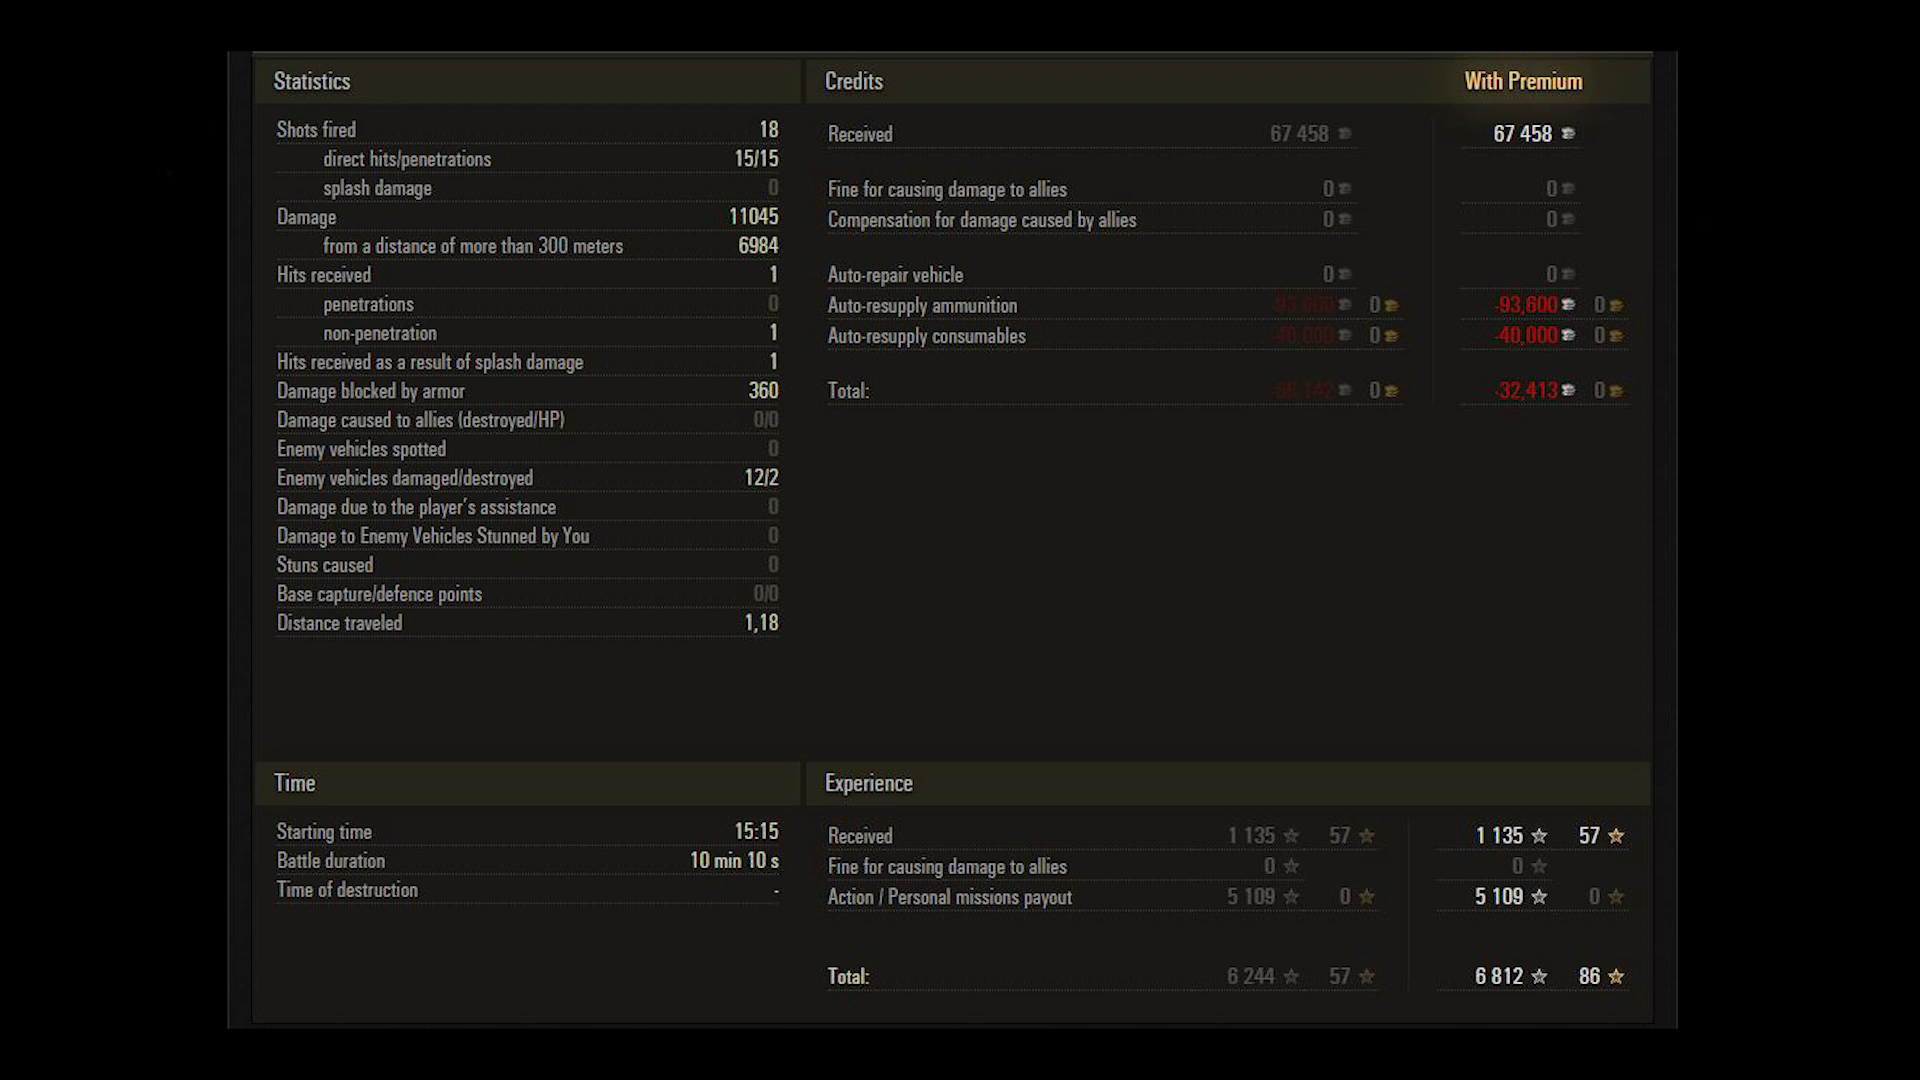 Statistics
Shots fired 18
direct hits/penetrations 15/15
splash damage 0
Damage 11045
from a distance of more than 300 meters 6984
Hits received 1
penetrations 0
non-penetration 1
Hits received as a result of splash damage 1
Damage blocked by armor 360
Damage caused to allies (destroyed/HP) 0/0
Enemy vehicles spotted 0
Enemy vehicles damaged/destroyed 12/2
Damage due to the player's assistance 0
Damage to Enemy Vehicles Stunned by You 0
Stuns caused 0
Base capture/defence points 0/0
Distance traveled 1,18
Credits With Premium
Received 67 458 67 458
Fine for causing damage to allies 0 0
Compensation for damage caused by allies 0 0
Auto-repair vehicle 0 0
Auto-resupply ammunition -93,600 0 -93,600 0
Auto-resupply consumables -40,000 0 -40,000 0
Total: 0 -32,413 0
Time
Starting time 15:15
Battle duration 10 min 10 s
Time of destruction -
Experience
Received 1 135 57 1 135 57
Fine for causing damage to allies 0 0
Action / Personal missions payout 5 109 0 5 109 0
Total: 6 244 57 6 812 86